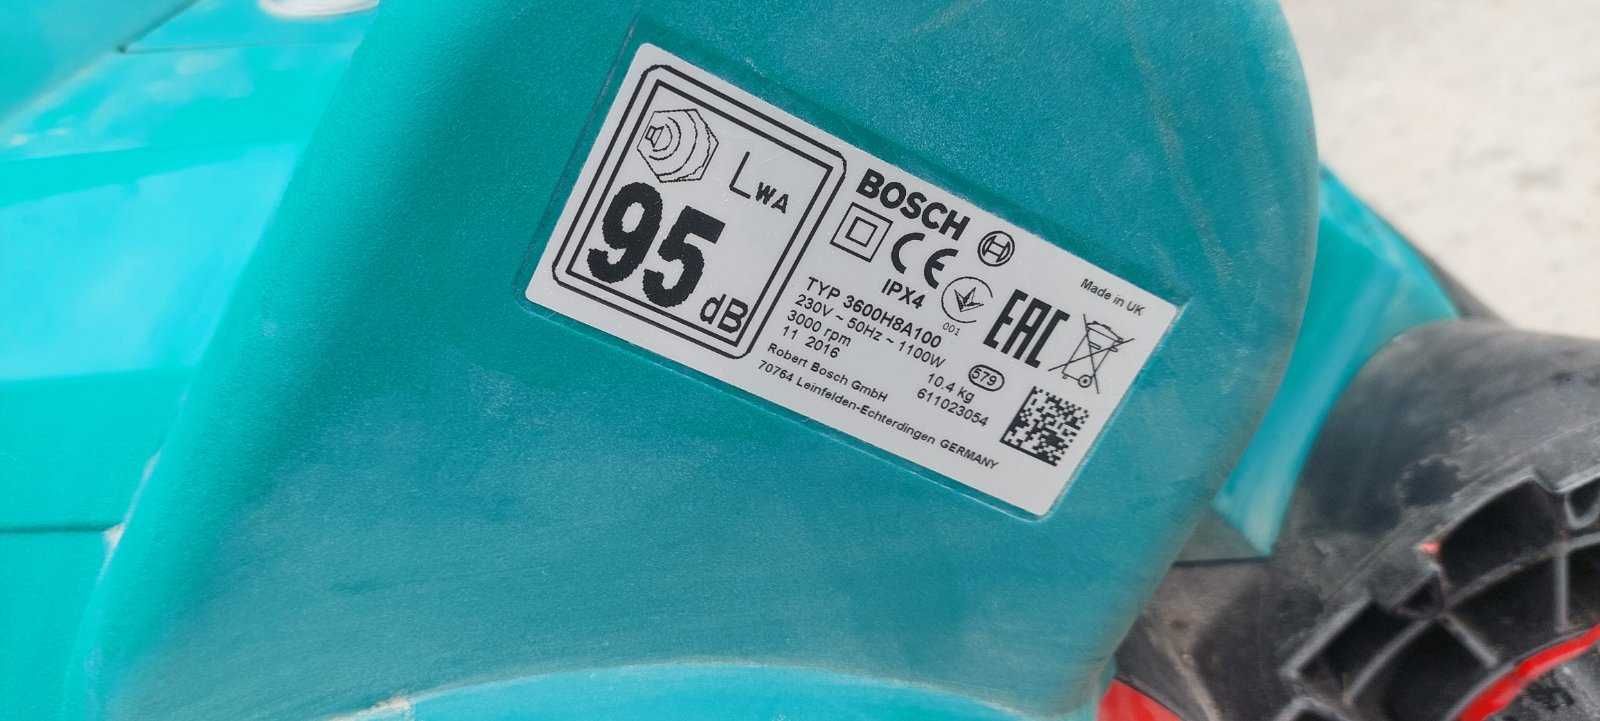 LWA
95 dB
BOSCH
CE
IPX4
001
EAC
Made in UK
TYP 3600H8A100
230V ~ 50Hz ~ 1100W
3000 rpm
579
11 2016
10.4 kg
Robert Bosch GmbH
611023054
70764 Leinfelden-Echterdingen GERMANY